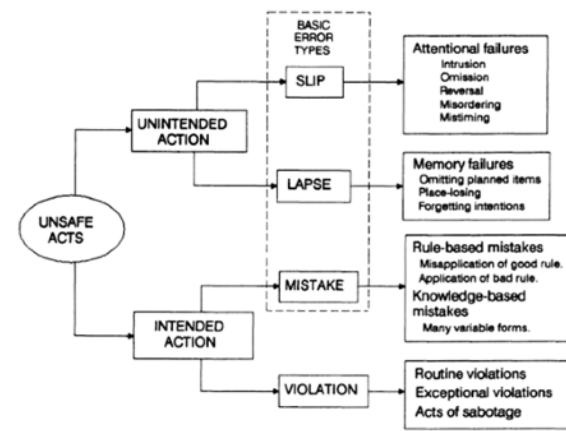 BASIC
ERROR
TYPES
UNSAFE
ACTS
UNINTENDED
ACTION
SLIP
Attentional failures
Intrusion
Omission
Reversal
Misordering
Mistiming
LAPSE
Memory failures
Omitting planned items
Place-losing
Forgetting intentions
INTENDED
ACTION
MISTAKE
Rule-based mistakes
Misapplication of good rule.
Application of bad rule.
Knowledge-based
mistakes
Many variable forms.
VIOLATION
Routine violations
Exceptional violations
Acts of sabotage